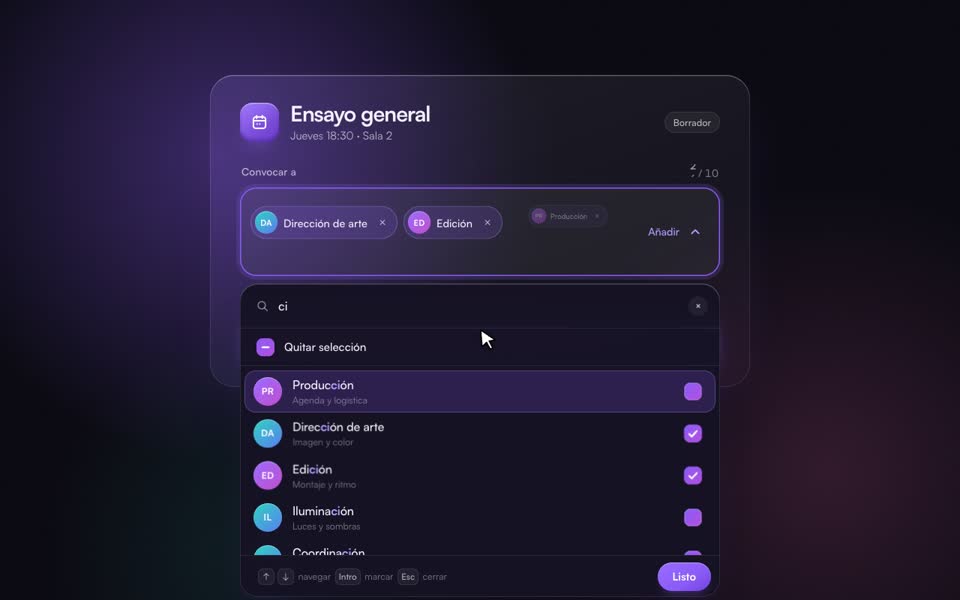 Ensayo general
Jueves 18:30 • Sala 2
Borrador
Convocar a
/ 10
DA Dirección de arte ×
ED Edición ×
PR Producción ×
Añadir
ci
Quitar selección
PR Producción
Agenda y logística
DA Dirección de arte
Imagen y color
ED Edición
Montaje y ritmo
IL Iluminación
Luces y sombras
Coordinación
↑ ↓ navegar Intro marcar Esc cerrar
Listo